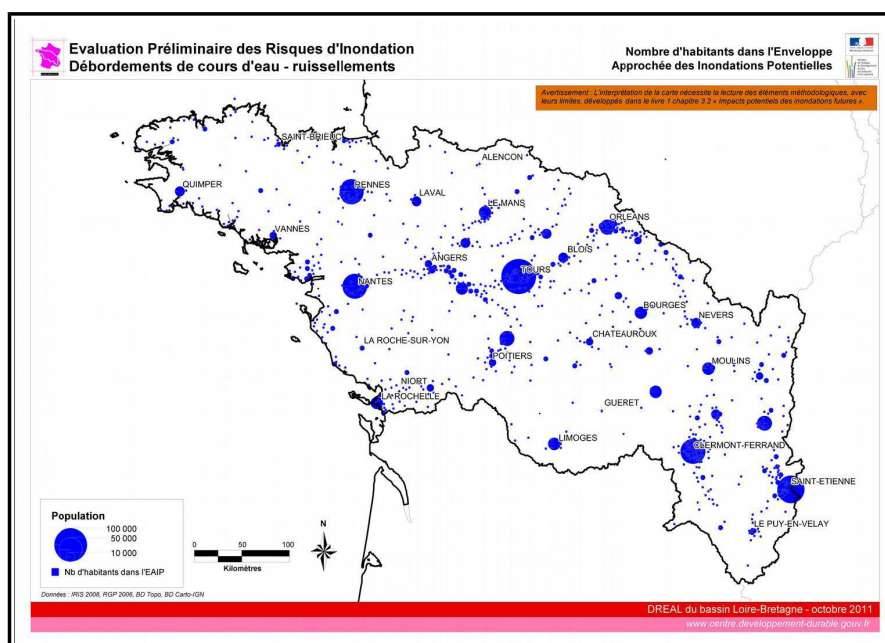 Evaluation Préliminaire des Risques d'Inondation
Débordements de cours d'eau - ruissellements
Nombre d'habitants dans l'Enveloppe
Approchée des Inondations Potentielles
Avertissement : L'interprétation de la carte nécessite la lecture des éléments méthodologiques, avec
leurs limites, développés dans le livre 1 chapitre 3.2 « Impacts potentiels des inondations futures ».
SAINT-BRIEUC
ALENCON
QUIMPER
RENNES
LAVAL
LE MANS
ORLEANS
VANNES
BLOIS
ANGERS
TOURS
NANTES
BOURGES
NEVERS
LA ROCHE-SUR-YON
CHATEAUROUX
POITIERS
MOULINS
NIORT
LA ROCHELLE
GUERET
LIMOGES
CLERMONT-FERRAND
SAINT-ETIENNE
LE PUY-EN-VELAY
Population
100 000
50 000
10 000
Nb d'habitants dans l'EAIP
N
0 50 100
Kilomètres
Données : IRIS 2008, RGP 2006, BD Topo, BD Carto-IGN
DREAL du bassin Loire-Bretagne - octobre 2011
www.centre.developpement-durable.gouv.fr